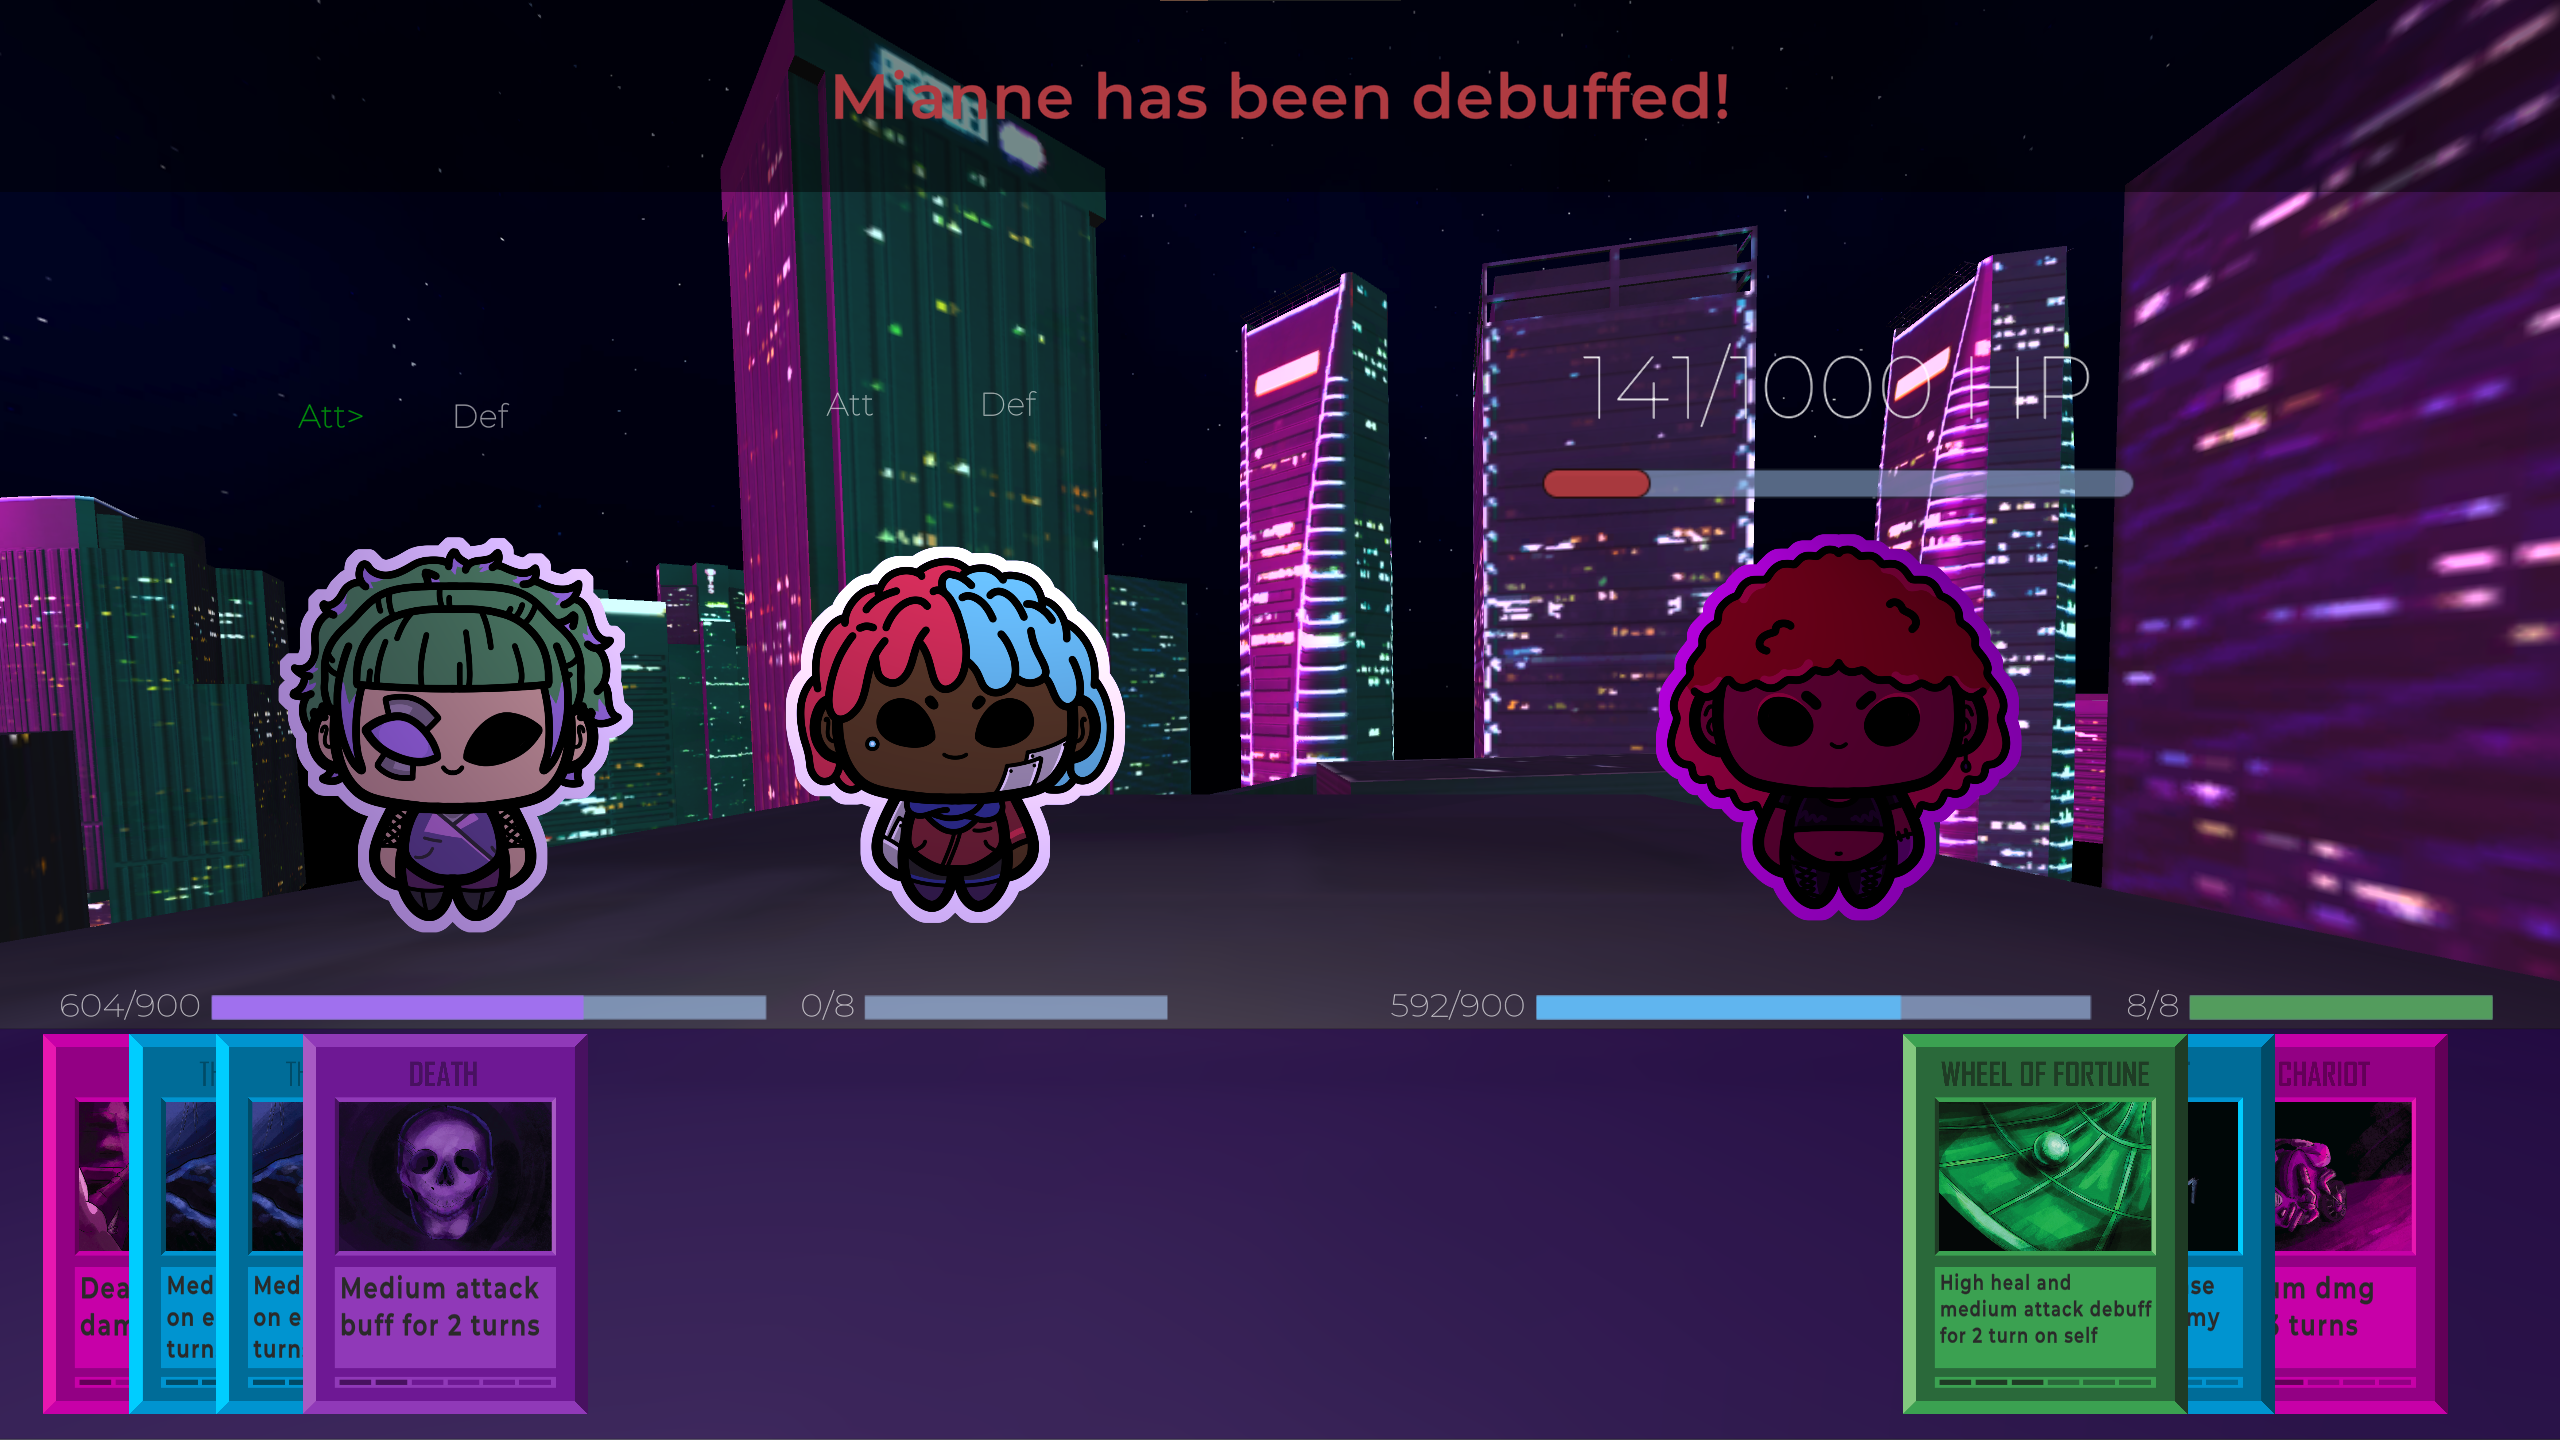 Mianne has been debuffed!
141/1000 HP
Att> Def
Att Def
604/900
0/8
592/900
8/8
DEATH
Medium attack
buff for 2 turns
WHEEL OF FORTUNE
High heal and
medium attack debuff
for 2 turn on self
CHARIOT
dmg
turns